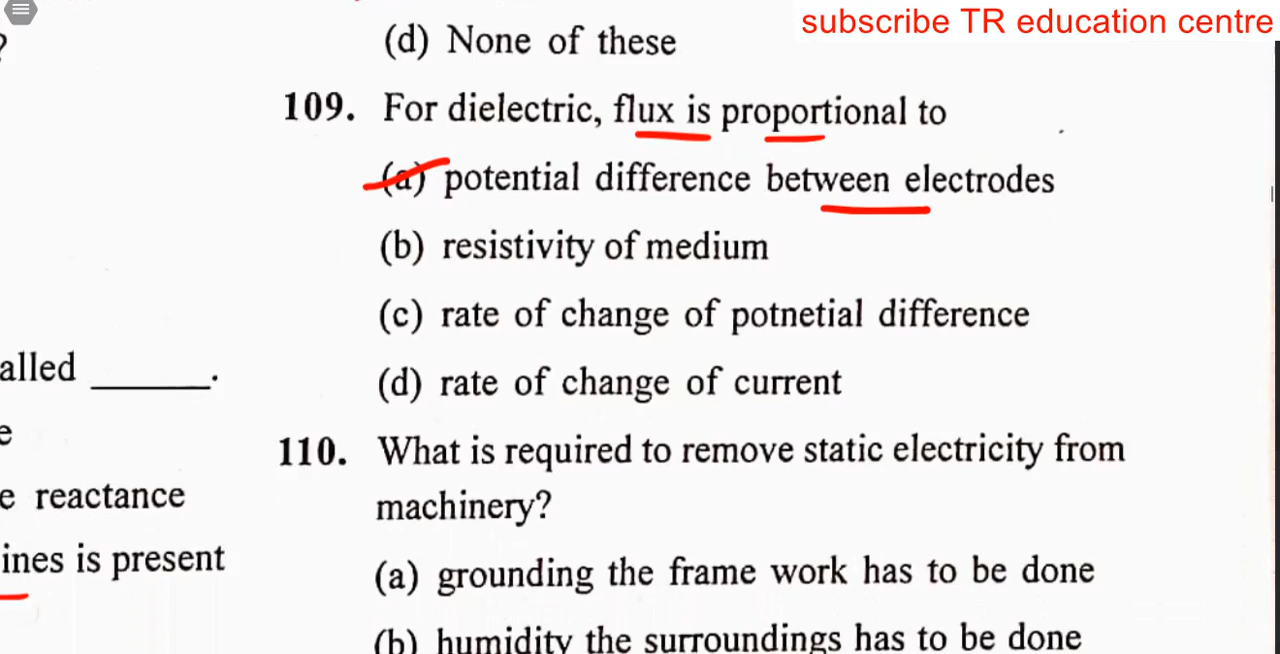 subscribe TR education centre
?
(d) None of these
109. For dielectric, flux is proportional to
(a) potential difference between electrodes
(b) resistivity of medium
(c) rate of change of potnetial difference
alled ______.
(d) rate of change of current
e
110. What is required to remove static electricity from
e reactance
machinery?
ines is present
(a) grounding the frame work has to be done
(b) humidity the surroundings has to be done